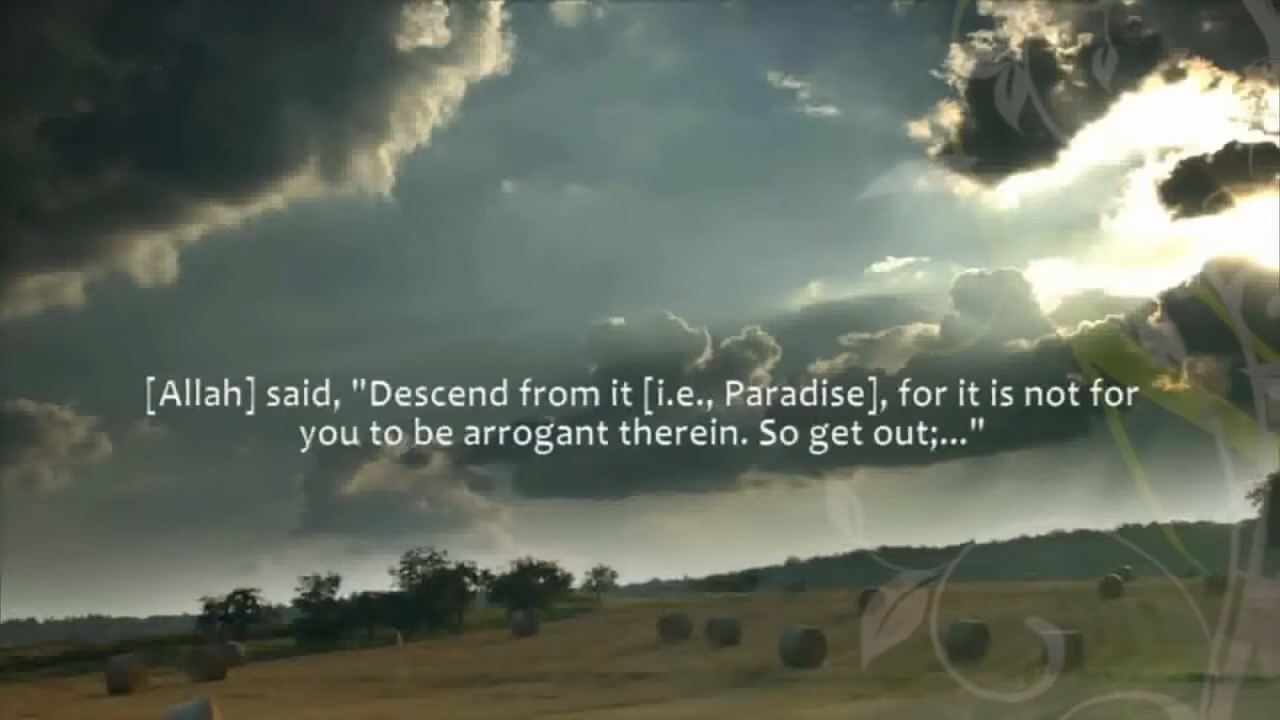 [Allah] said, "Descend from it [i.e., Paradise], for it is not for
you to be arrogant therein. So get out;..."